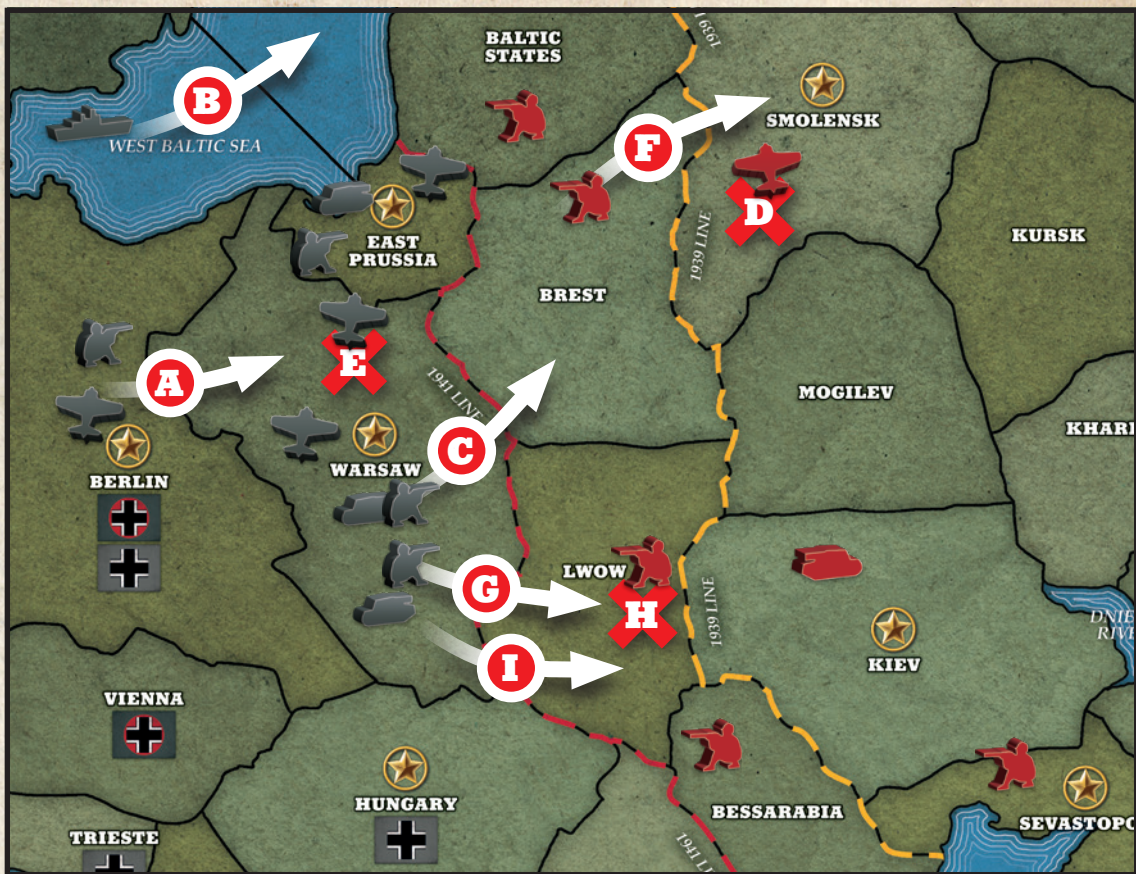 BALTIC
STATES
1939
B
SMOLENSK
F
WEST BALTIC SEA
D
EAST
PRUSSIA
1939 LINE
KURSK
BREST
E
A
1941 LINE
MOGILEV
C
WARSAW
BERLIN
LWOW
G
H
1939 LINE
I
KIEV
VIENNA
HUNGARY
BESSARABIA
TRIESTE
1941